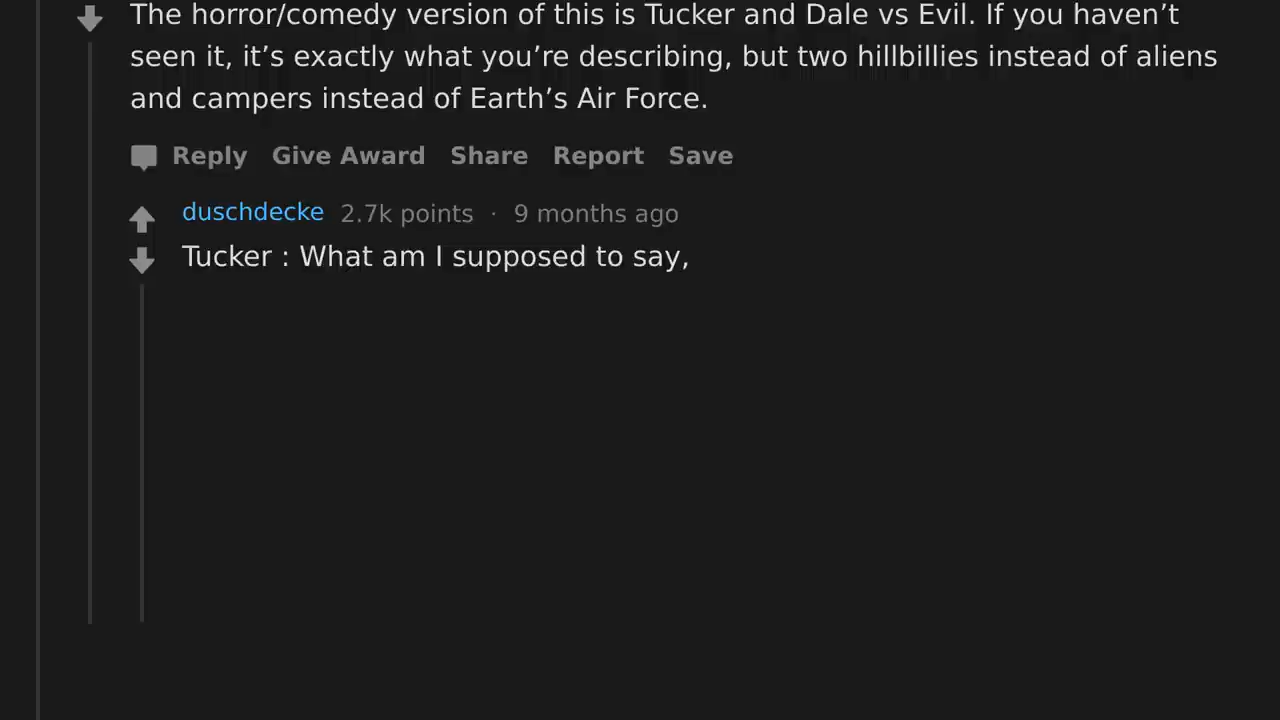 The horror/comedy version of this is Tucker and Dale vs Evil. If you haven’t
seen it, it’s exactly what you’re describing, but two hillbillies instead of aliens
and campers instead of Earth’s Air Force.
Reply Give Award Share Report Save
duschdecke 2.7k points · 9 months ago
Tucker : What am I supposed to say,